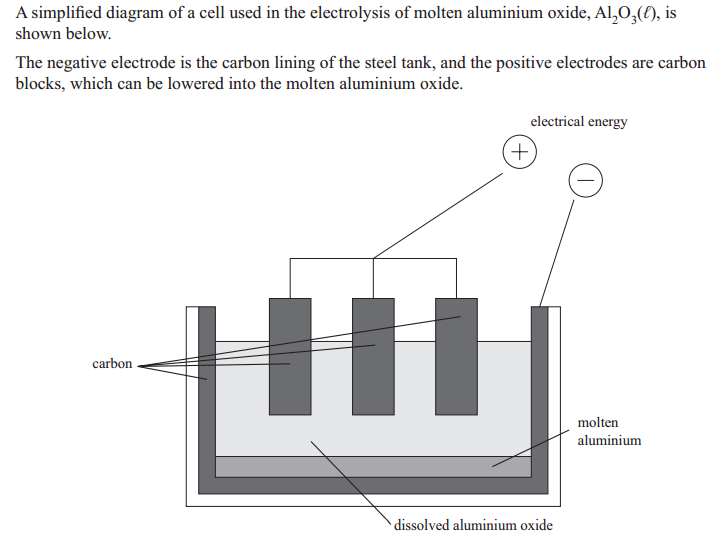 A simplified diagram of a cell used in the electrolysis of molten aluminium oxide, Al₂O₃(ℓ), is
shown below.
The negative electrode is the carbon lining of the steel tank, and the positive electrodes are carbon
blocks, which can be lowered into the molten aluminium oxide.
electrical energy
+
−
carbon
molten
aluminium
dissolved aluminium oxide